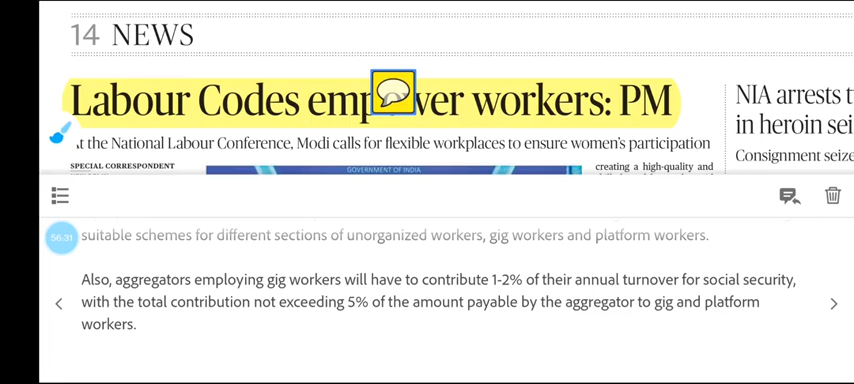 14 NEWS
Labour Codes empower workers: PM
At the National Labour Conference, Modi calls for flexible workplaces to ensure women's participation
SPECIAL CORRESPONDENT
GOVERNMENT OF INDIA
creating a high-quality and
NIA arrests t
in heroin sei
Consignment seize
56:31
suitable schemes for different sections of unorganized workers, gig workers and platform workers.
Also, aggregators employing gig workers will have to contribute 1-2% of their annual turnover for social security,
with the total contribution not exceeding 5% of the amount payable by the aggregator to gig and platform
workers.